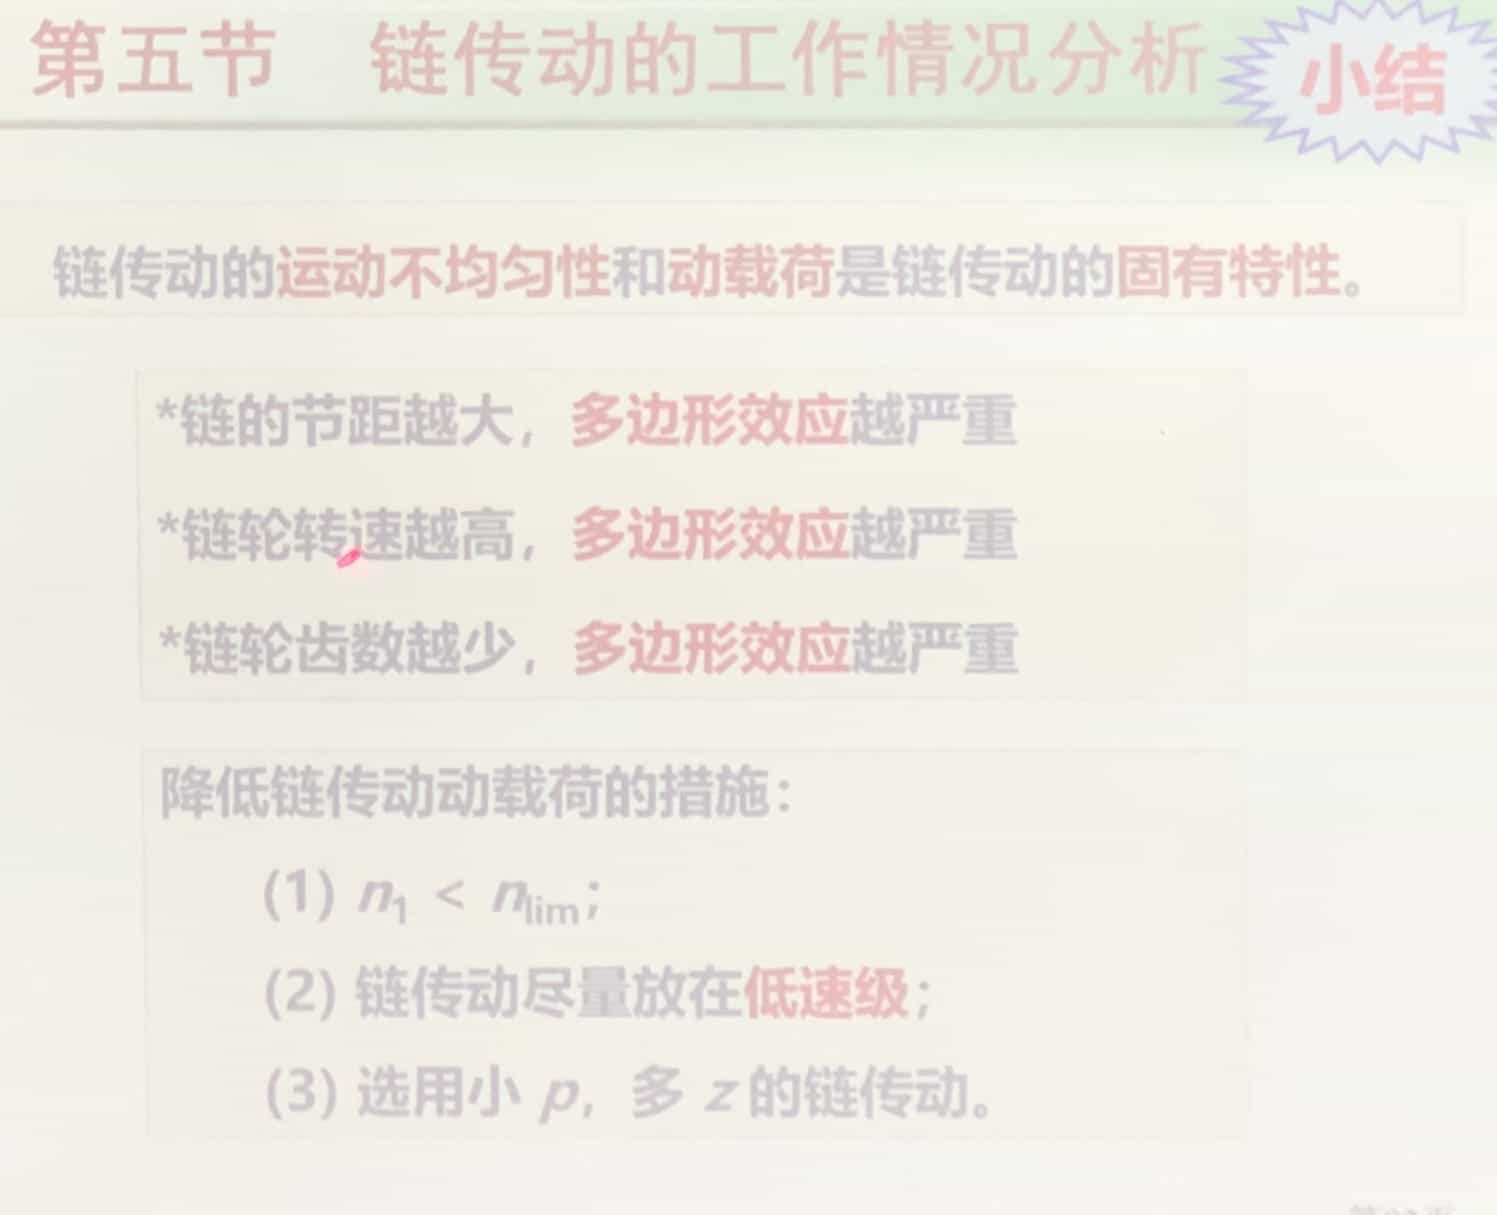 第五节 链传动的工作情况分析
小结
链传动的运动不均匀性和动载荷是链传动的固有特性。
*链的节距越大，多边形效应越严重
*链轮转速越高，多边形效应越严重
*链轮齿数越少，多边形效应越严重
降低链传动动载荷的措施：
(1) n₁ < nlim；
(2) 链传动尽量放在低速级；
(3) 选用小 p，多 z 的链传动。